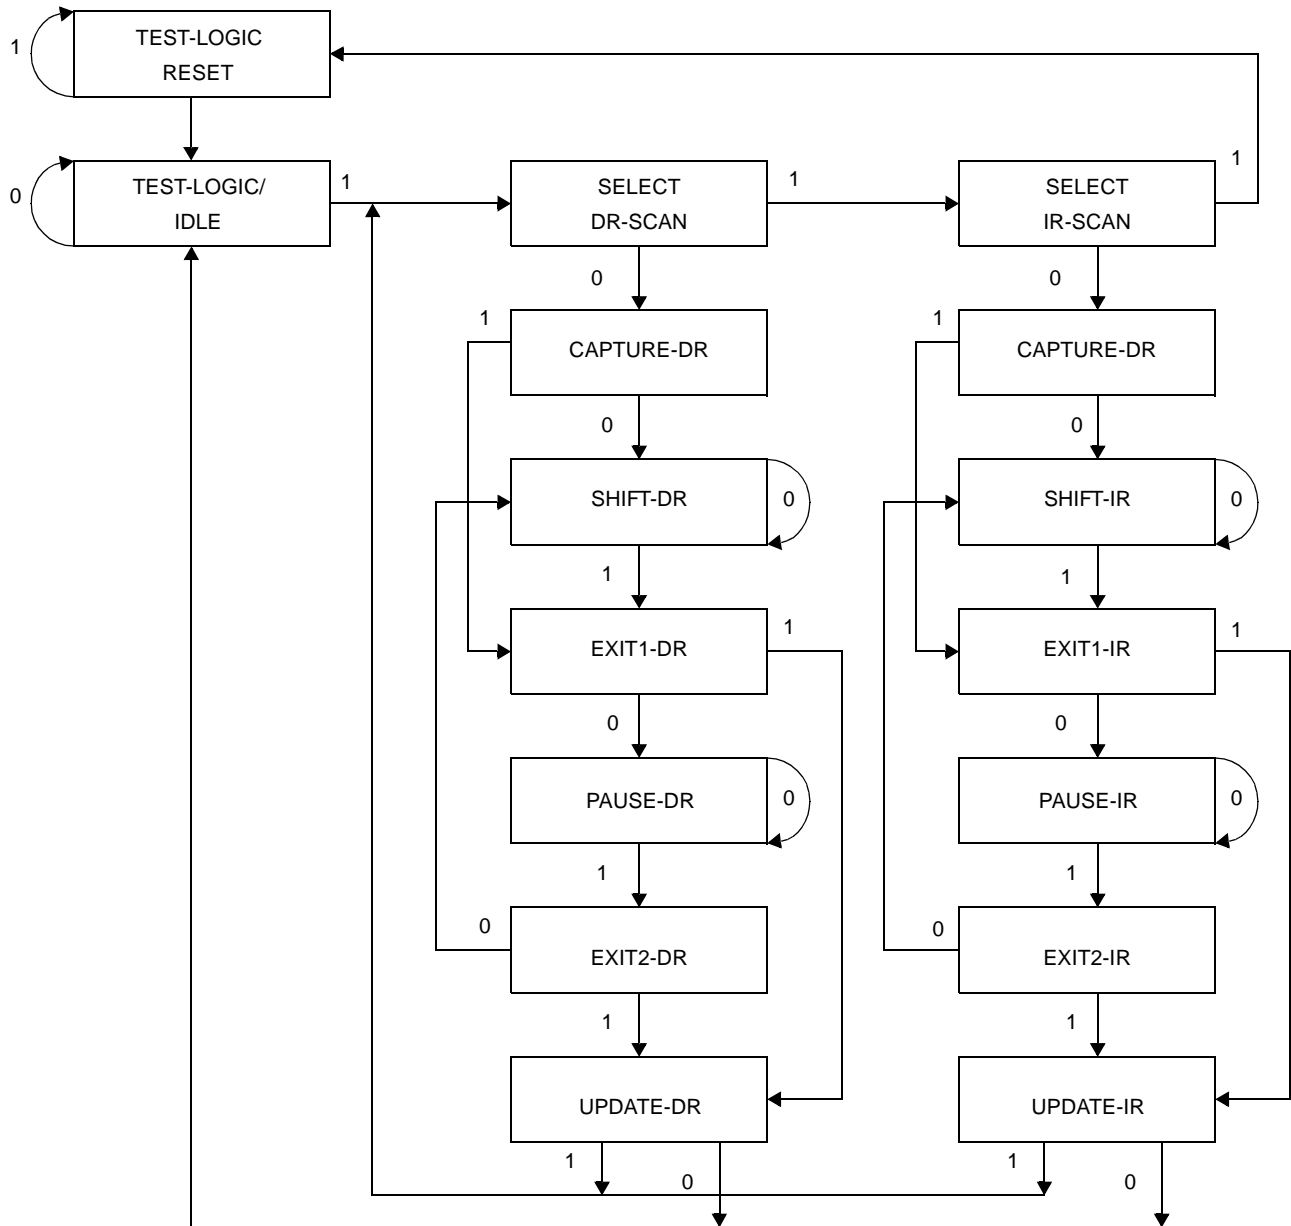 TEST-LOGIC
RESET
1
TEST-LOGIC/
IDLE
0
1
SELECT
DR-SCAN
1
SELECT
IR-SCAN
1
0
0
1
CAPTURE-DR
1
CAPTURE-DR
0
0
SHIFT-DR
0
SHIFT-IR
0
1
1
EXIT1-DR
1
EXIT1-IR
1
0
0
PAUSE-DR
0
PAUSE-IR
0
1
1
0
EXIT2-DR
0
EXIT2-IR
1
1
UPDATE-DR
UPDATE-IR
1
0
1
0